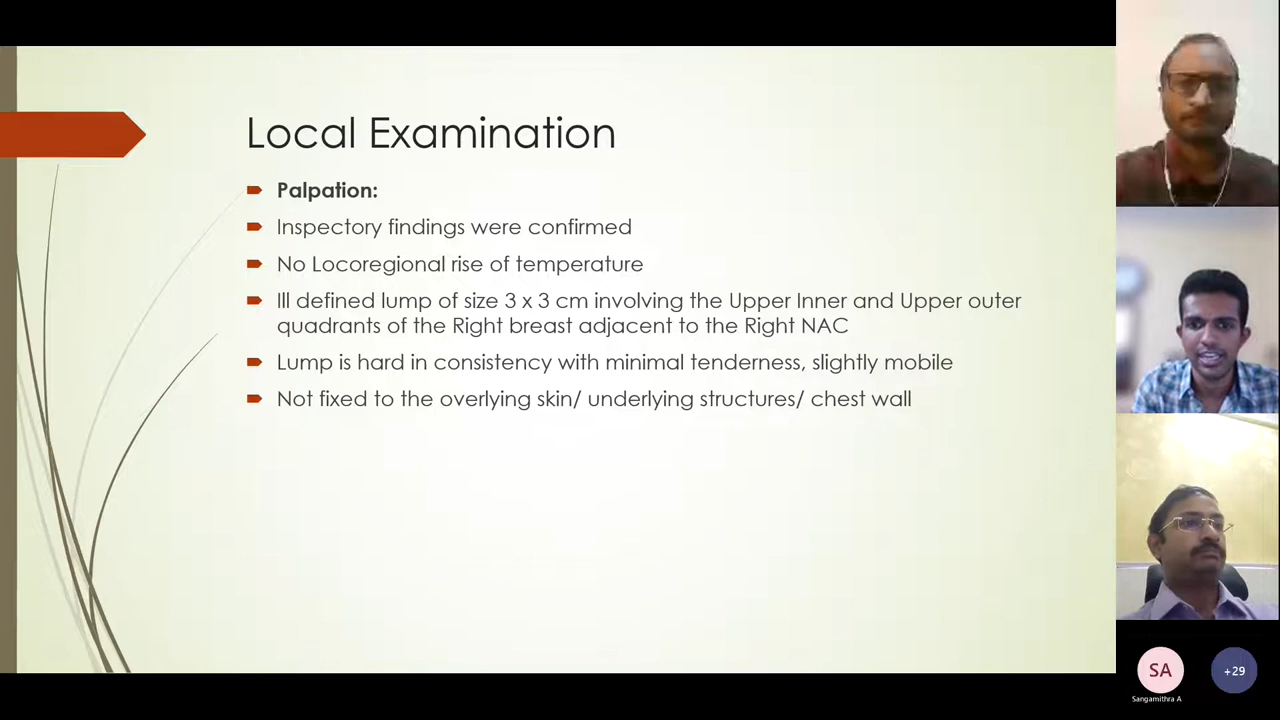 Local Examination
Palpation:
Inspectory findings were confirmed
No Locoregional rise of temperature
Ill defined lump of size 3 x 3 cm involving the Upper Inner and Upper outer
quadrants of the Right breast adjacent to the Right NAC
Lump is hard in consistency with minimal tenderness, slightly mobile
Not fixed to the overlying skin/ underlying structures/ chest wall
SA
+29
Sangamithra A